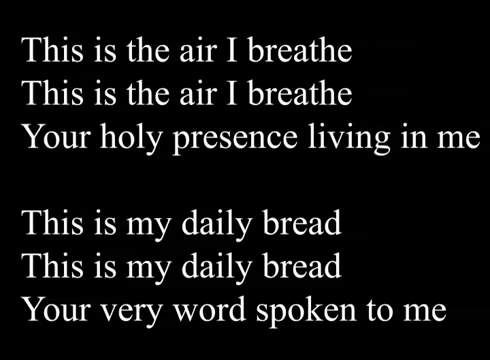 This is the air I breathe
This is the air I breathe
Your holy presence living in me
This is my daily bread
This is my daily bread
Your very word spoken to me